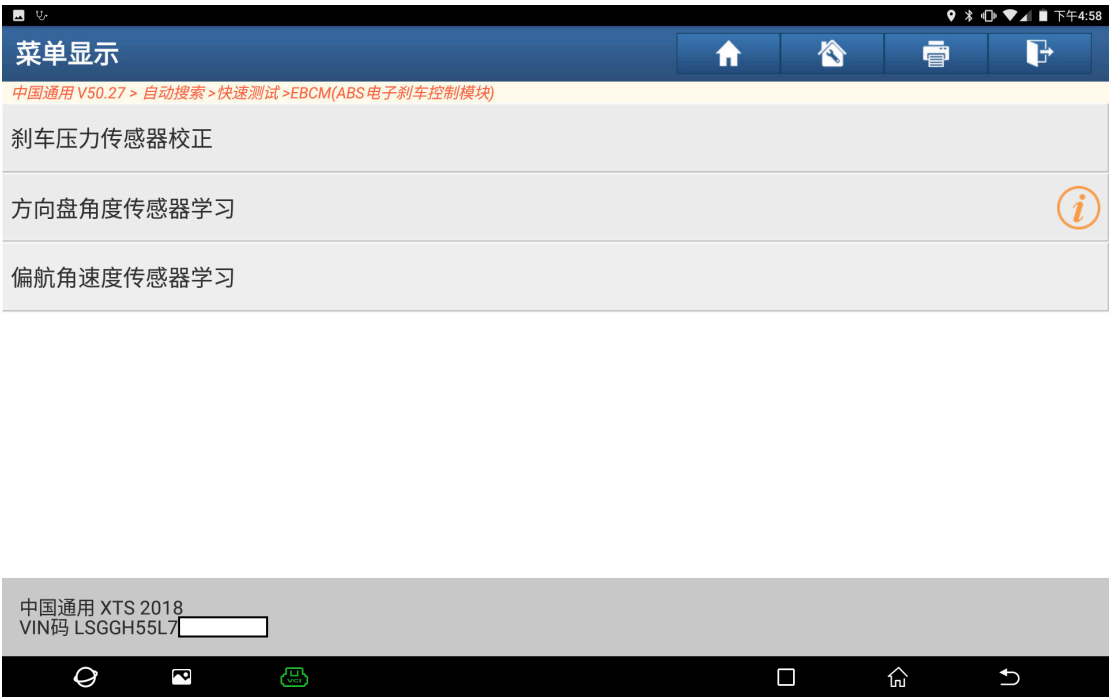 下午4:58
菜单显示
中国通用 V50.27 > 自动搜索 >快速测试 >EBCM(ABS电子刹车控制模块)
刹车压力传感器校正
方向盘角度传感器学习
i
偏航角速度传感器学习
中国通用 XTS 2018
VIN码 LSGGH55L7
VCI